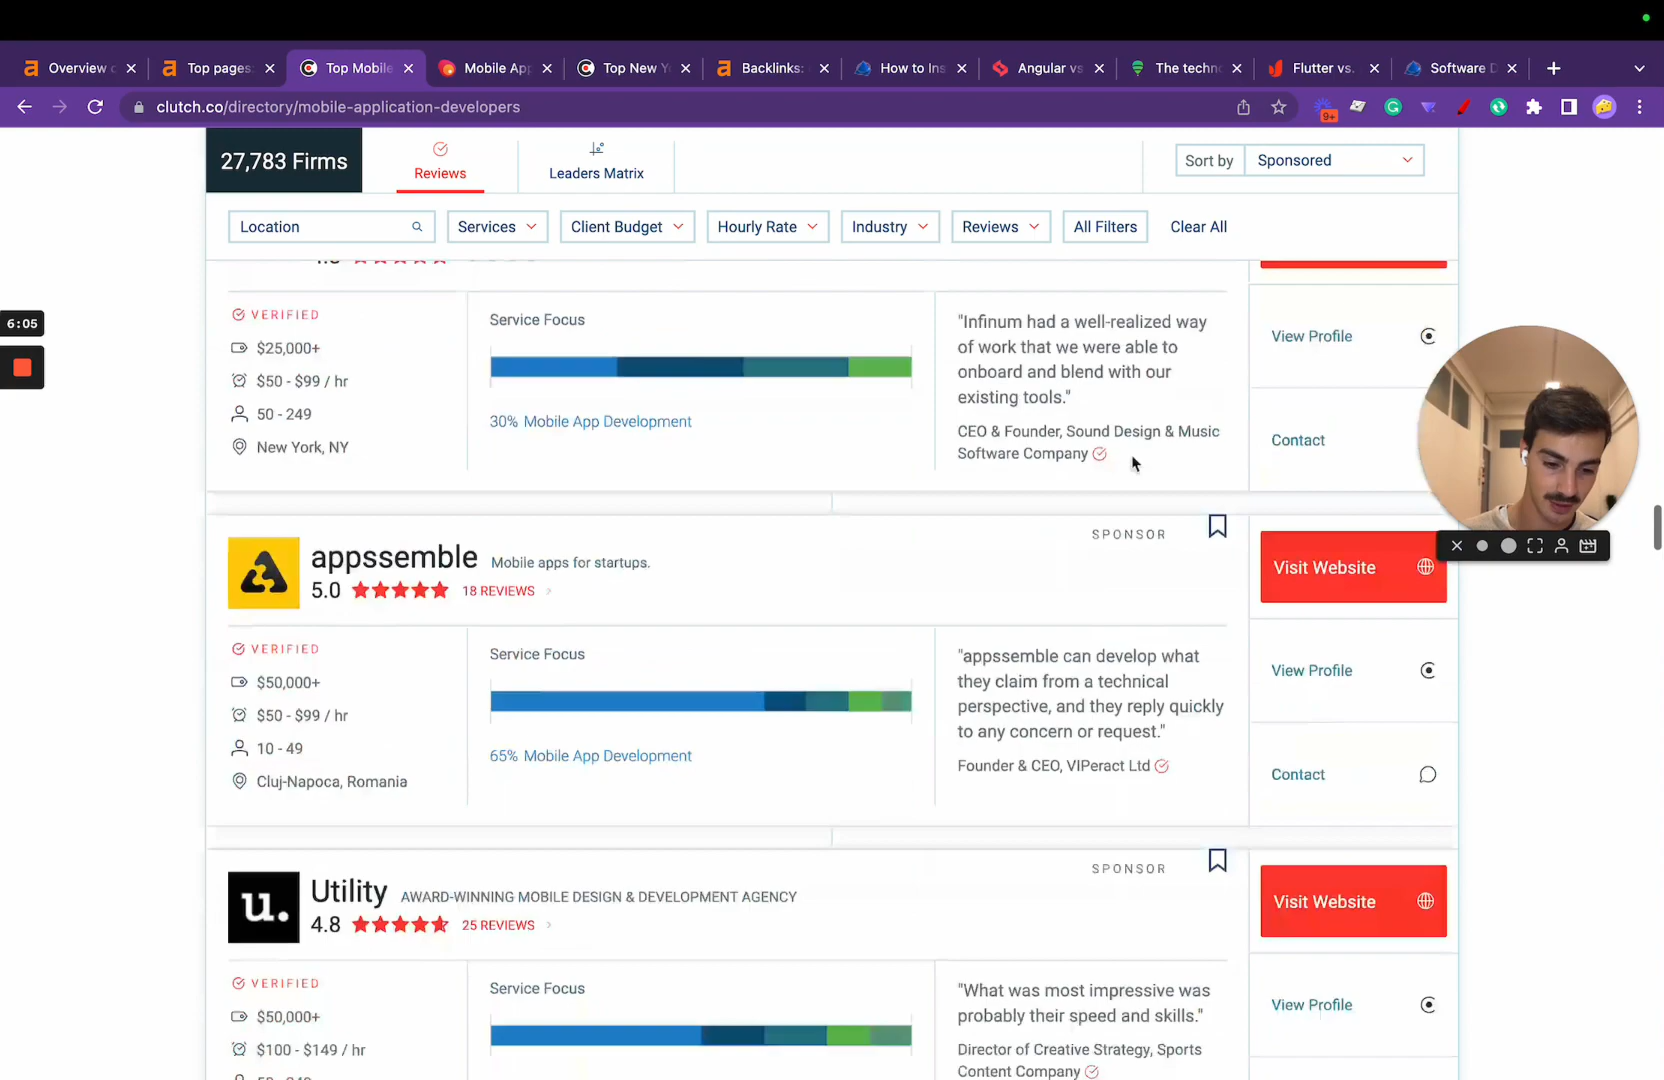 Overview
Top pages:
Top Mobile
Mobile App
Top New Y
Backlinks:
How to Ins
Angular vs
The techn
Flutter vs.
Software D
clutch.co/directory/mobile-application-developers
9+
27,783 Firms
Reviews
Leaders Matrix
Sort by
Sponsored
Location
Services
Client Budget
Hourly Rate
Industry
Reviews
All Filters
Clear All
6:05
VERIFIED
$25,000+
$50 - $99 / hr
50 - 249
New York, NY
Service Focus
30% Mobile App Development
"Infinum had a well-realized way
of work that we were able to
onboard and blend with our
existing tools."
CEO & Founder, Sound Design & Music
Software Company
View Profile
Contact
appssemble Mobile apps for startups.
5.0 18 REVIEWS
SPONSOR
Visit Website
VERIFIED
$50,000+
$50 - $99 / hr
10 - 49
Cluj-Napoca, Romania
Service Focus
65% Mobile App Development
"appssemble can develop what
they claim from a technical
perspective, and they reply quickly
to any concern or request."
Founder & CEO, VIPeract Ltd
View Profile
Contact
u.
Utility AWARD-WINNING MOBILE DESIGN & DEVELOPMENT AGENCY
4.8 25 REVIEWS
SPONSOR
Visit Website
VERIFIED
$50,000+
$100 - $149 / hr
Service Focus
"What was most impressive was
probably their speed and skills."
Director of Creative Strategy, Sports
Content Company
View Profile